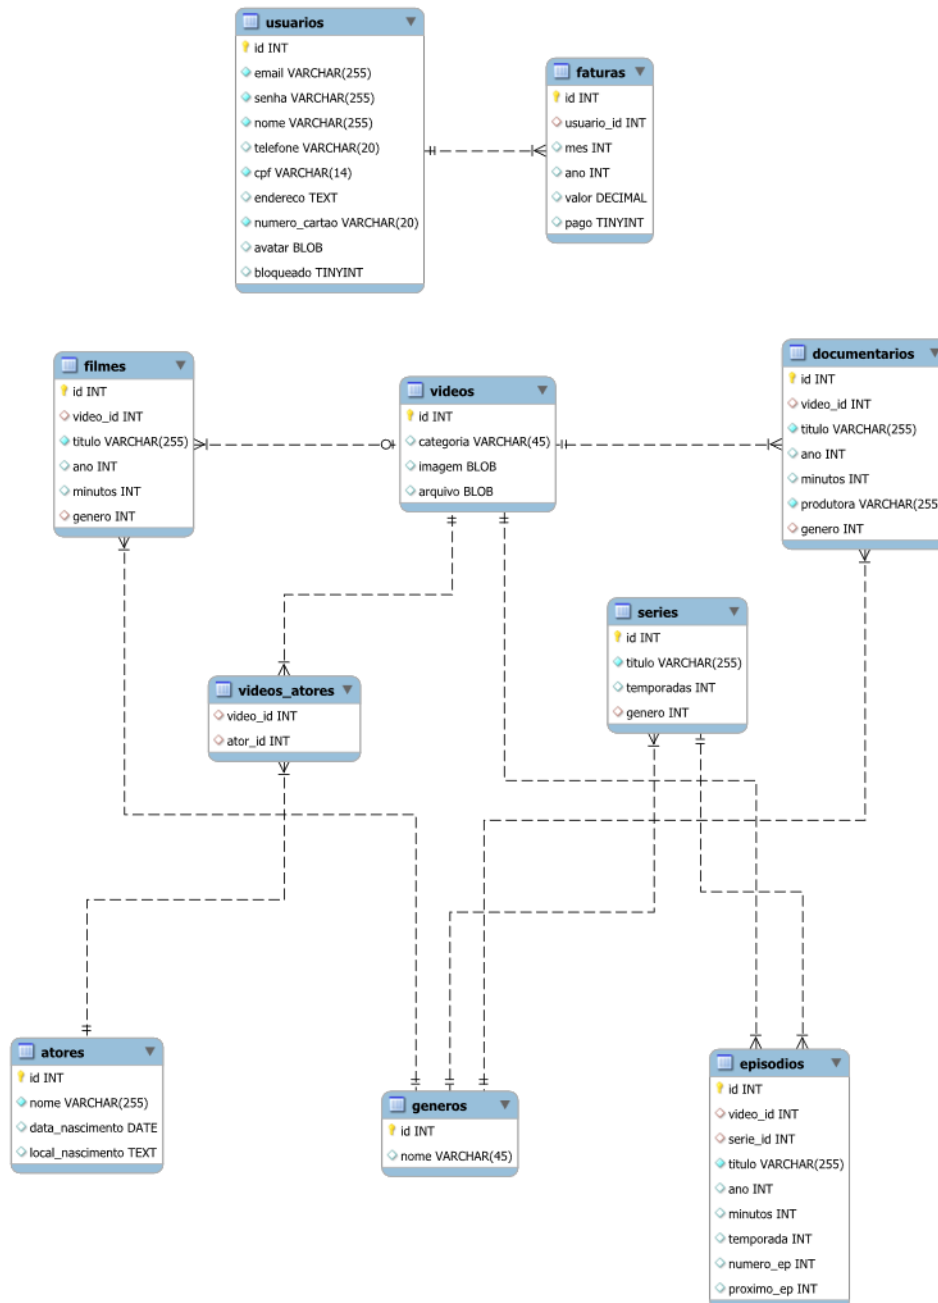 usuarios
id INT
email VARCHAR(255)
senha VARCHAR(255)
nome VARCHAR(255)
telefone VARCHAR(20)
cpf VARCHAR(14)
endereco TEXT
numero_cartao VARCHAR(20)
avatar BLOB
bloqueado TINYINT
faturas
id INT
usuario_id INT
mes INT
ano INT
valor DECIMAL
pago TINYINT
filmes
id INT
video_id INT
titulo VARCHAR(255)
ano INT
minutos INT
genero INT
videos
id INT
categoria VARCHAR(45)
imagem BLOB
arquivo BLOB
documentarios
id INT
video_id INT
titulo VARCHAR(255)
ano INT
minutos INT
produtora VARCHAR(255
genero INT
series
id INT
titulo VARCHAR(255)
temporadas INT
genero INT
videos_atores
video_id INT
ator_id INT
atores
id INT
nome VARCHAR(255)
data_nascimento DATE
local_nascimento TEXT
generos
id INT
nome VARCHAR(45)
episodios
id INT
video_id INT
serie_id INT
titulo VARCHAR(255)
ano INT
minutos INT
temporada INT
numero_ep INT
proximo_ep INT